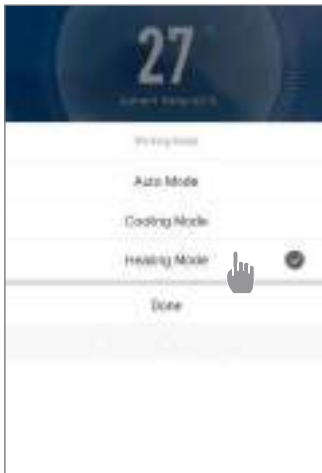 27
Working Mode
Auto Mode
Cooling Mode
Heating Mode
Done